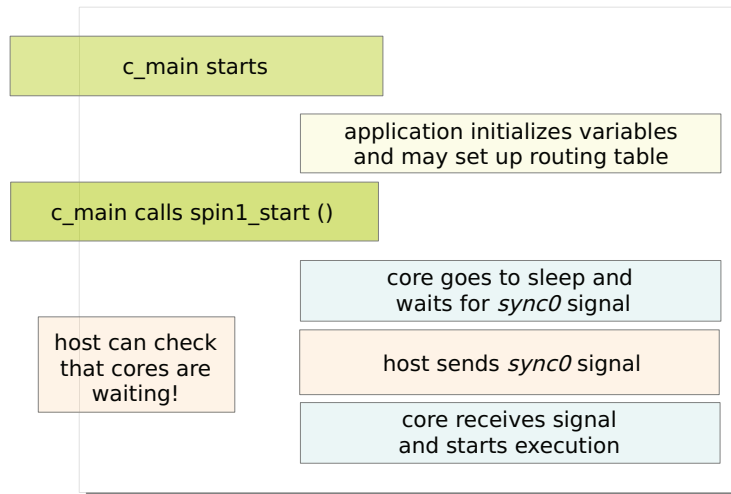 c_main starts
application initializes variables
and may set up routing table
c_main calls spin1_start ()
core goes to sleep and
waits for sync0 signal
host can check
that cores are
waiting!
host sends sync0 signal
core receives signal
and starts execution